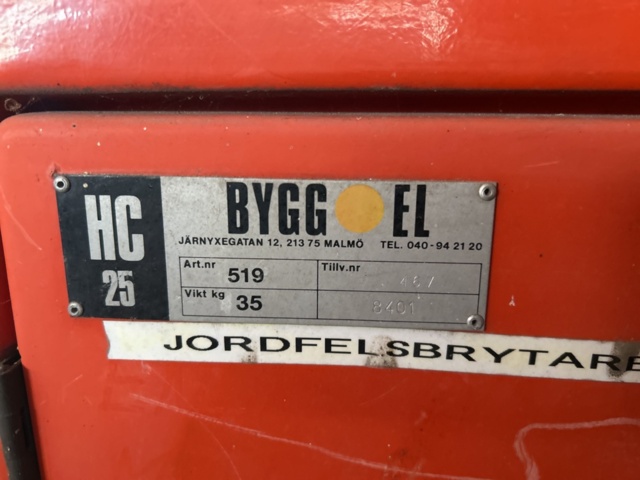 HC
25
BYGG EL
JÄRNYXEGATAN 12, 213 75 MALMÖ TEL. 040-94 21 20
Art.nr 519 Tillv.nr
Vikt kg 35 8401
JORDFELSBRYTARE